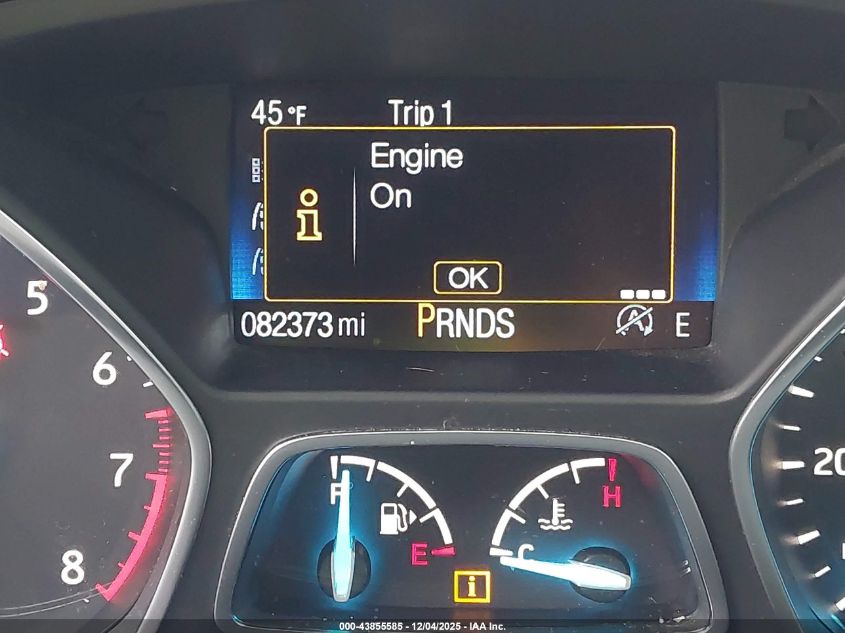 45°F Trip 1
Engine
On
OK
082373 mi PRNDS A E
5
6
7
8
F
E
C
H
20
000-43855585 - 12/04/2025 - IAA Inc.